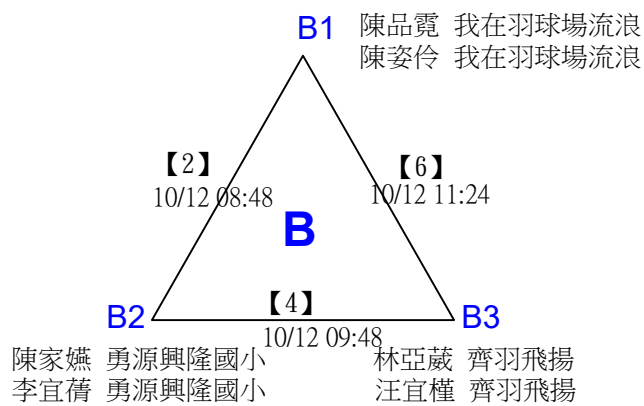 B1
陳品霓 我在羽球場流浪
陳姿伶 我在羽球場流浪
【2】
10/12 08:48
【6】
10/12 11:24
B
【4】
10/12 09:48
B2
B3
陳家嬿 勇源興隆國小
李宜蒨 勇源興隆國小
林亞葳 齊羽飛揚
汪宜槿 齊羽飛揚